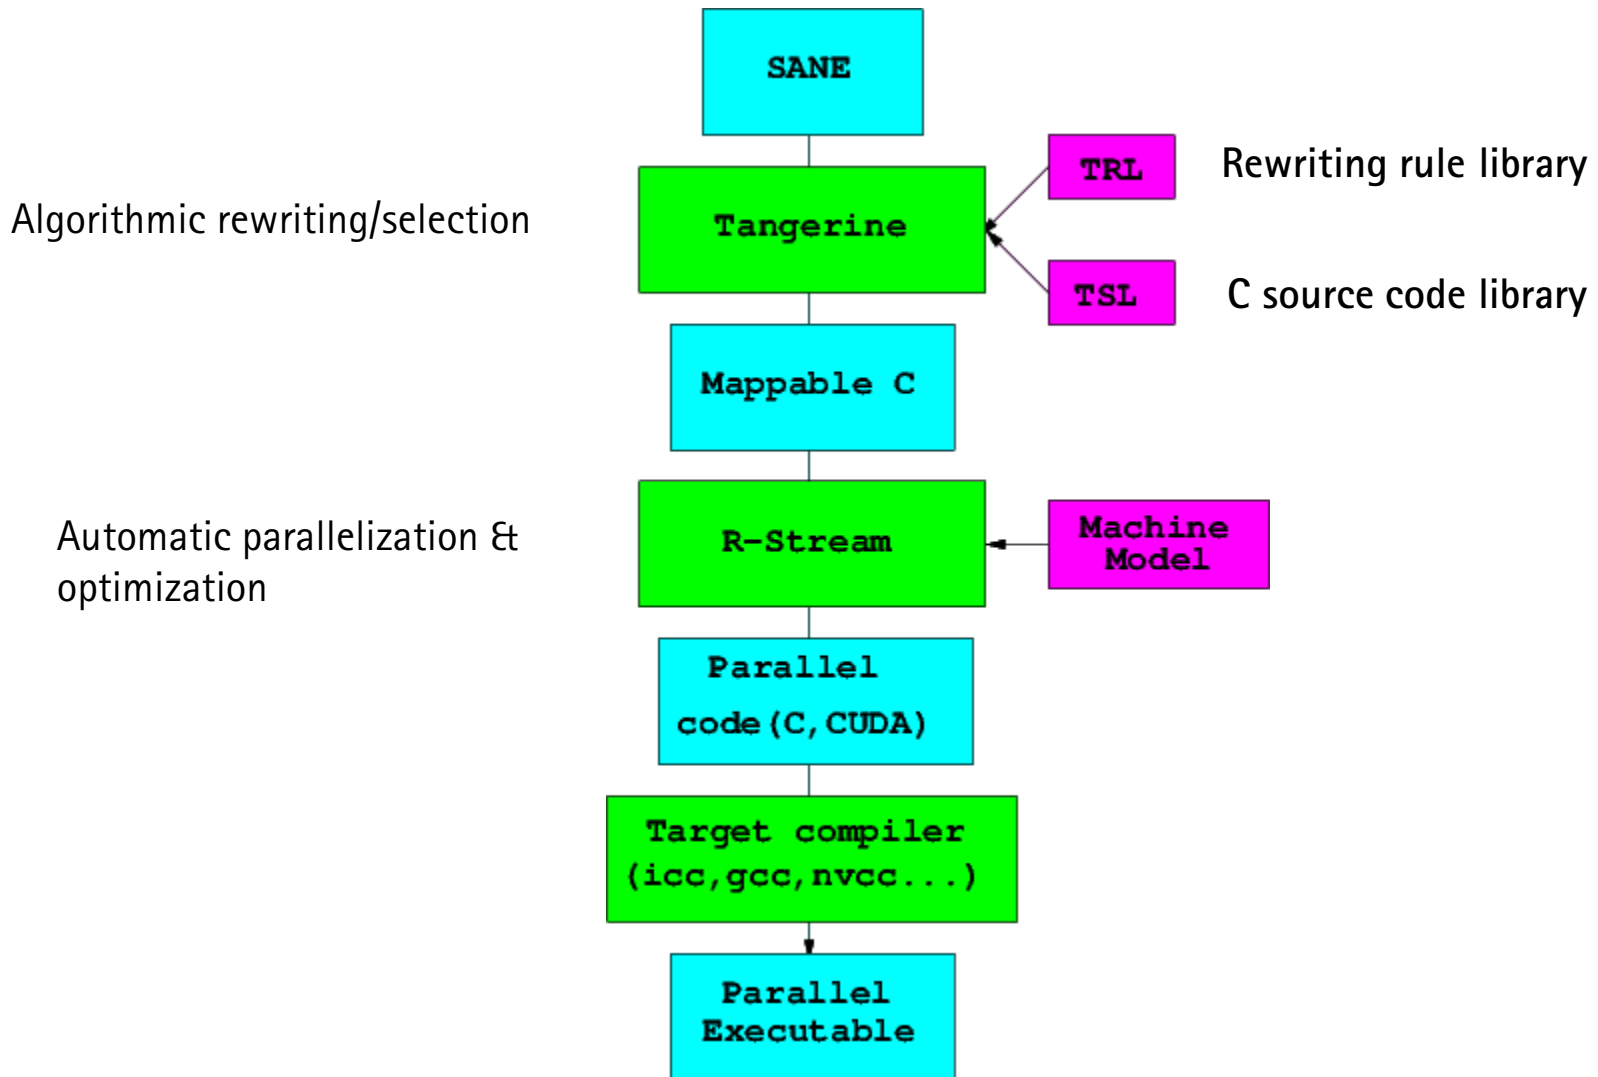 SANE
TRL
Rewriting rule library
Algorithmic rewriting/selection
Tangerine
TSL
C source code library
Mappable C
Automatic parallelization &
optimization
R-Stream
Machine
Model
Parallel
code(C,CUDA)
Target compiler
(icc,gcc,nvcc...)
Parallel
Executable